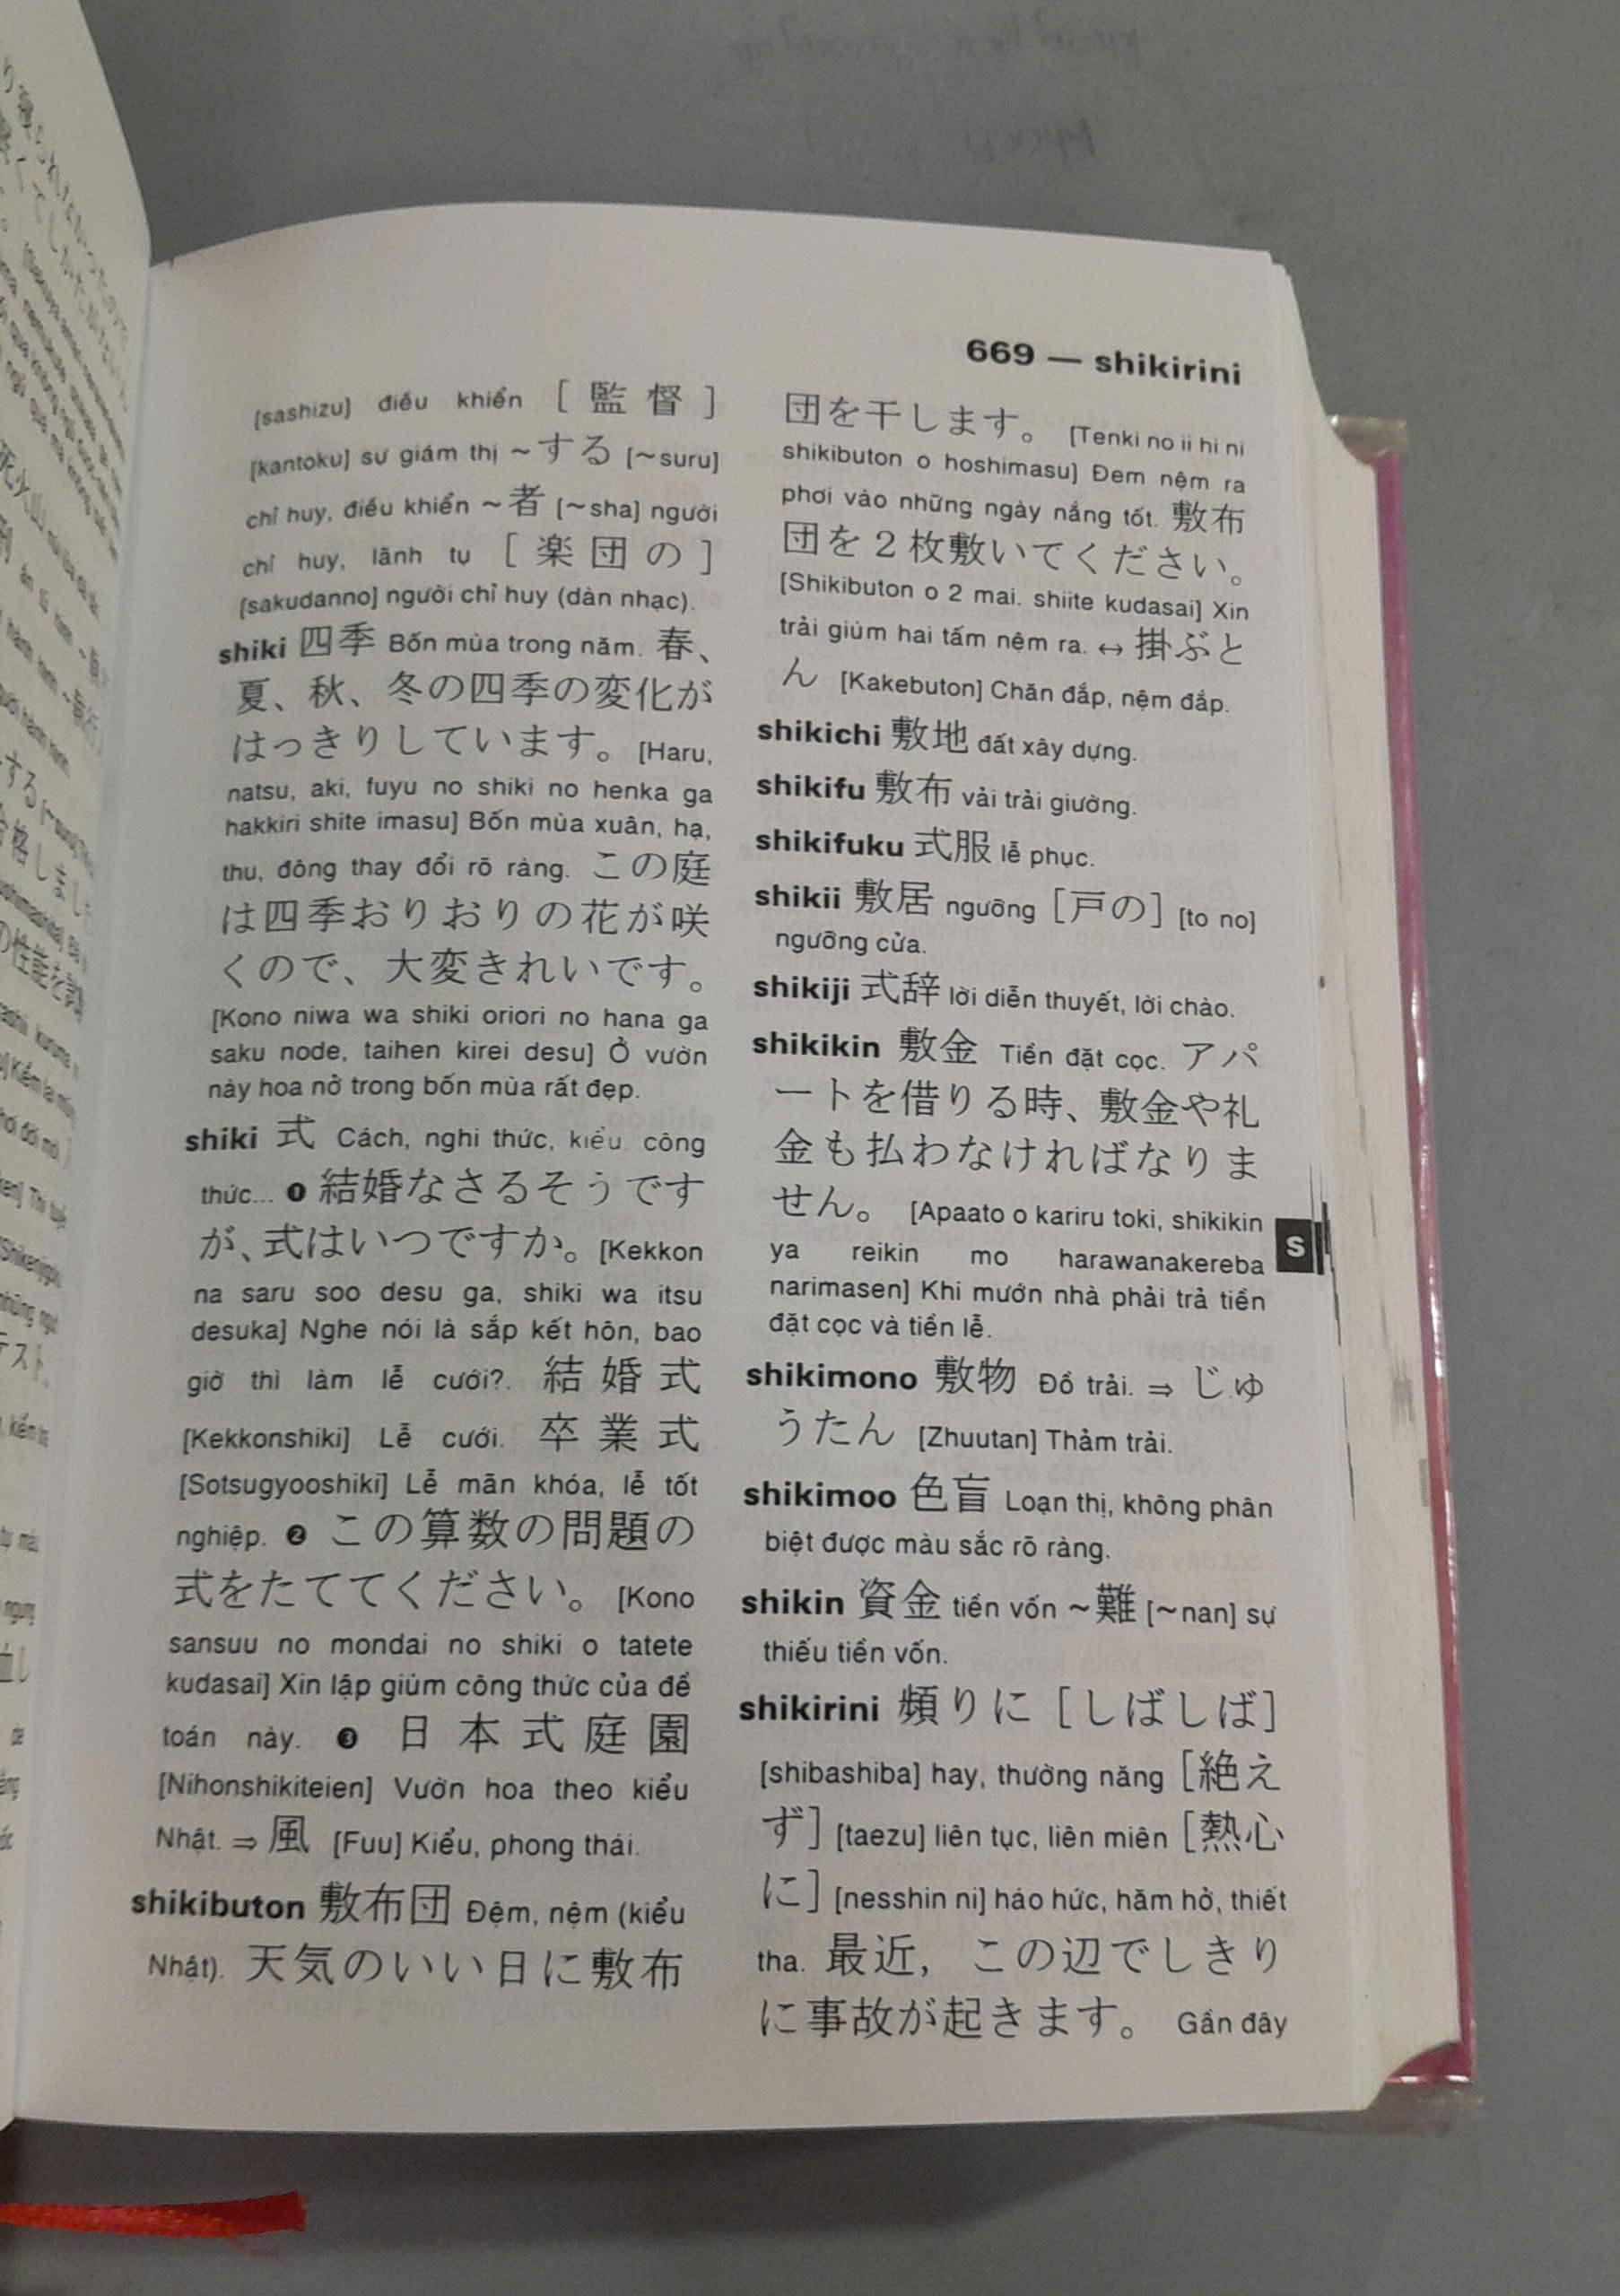 669 — shikirini
[sashizu] điều khiển [監督]
[kantoku] sự giám thị ~する [~suru]
chỉ huy, điều khiển ~者 [~sha] người
chỉ huy, lãnh tụ [楽団の]
[sakudanno] người chỉ huy (dàn nhạc).
shiki 四季 Bốn mùa trong năm. 春、
夏、秋、冬の四季の変化が
はっきりしています。 [Haru,
natsu, aki, fuyu no shiki no henka ga
hakkiri shite imasu] Bốn mùa xuân, hạ,
thu, đông thay đổi rõ ràng. この庭
は四季おりおりの花が咲
くので、大変きれいです。
[Kono niwa wa shiki oriori no hana ga
saku node, taihen kirei desu] Ở vườn
này hoa nở trong bốn mùa rất đẹp.
shiki 式 Cách, nghi thức, kiểu công
thức... ❶ 結婚なさるそうです
が、式はいつですか。[Kekkon
na saru soo desu ga, shiki wa itsu
desuka] Nghe nói là sắp kết hôn, bao
giờ thì làm lễ cưới?. 結婚式
[Kekkonshiki] Lễ cưới. 卒業式
[Sotsugyooshiki] Lễ mãn khóa, lễ tốt
nghiệp. ❷ この算数の問題の
式をたててください。 [Kono
sansuu no mondai no shiki o tatete
kudasai] Xin lập giùm công thức của đề
toán này. ❸ 日本式庭園
[Nihonshikiteien] Vườn hoa theo kiểu
Nhật. ⇒ 風 [Fuu] Kiểu, phong thái.
shikibuton 敷布団 Đệm, nệm (kiểu
Nhật). 天気のいい日に敷布
団を干します。 [Tenki no ii hi ni
shikibuton o hoshimasu] Đem nệm ra
phơi vào những ngày nắng tốt. 敷布
団を2枚敷いてください。
[Shikibuton o 2 mai. shiite kudasai] Xin
trải giùm hai tấm nệm ra. ↔ 掛ぶと
ん [Kakebuton] Chăn đắp, nệm đắp.
shikichi 敷地 đất xây dựng.
shikifu 敷布 vải trải giường.
shikifuku 式服 lễ phục.
shikii 敷居 ngưỡng [戸の] [to no]
ngưỡng cửa.
shikiji 式辞 lời diễn thuyết, lời chào.
shikikin 敷金 Tiền đặt cọc. アパ
ートを借りる時、敷金や礼
金も払わなければなりま
せん。 [Apaato o kariru toki, shikikin
ya reikin mo harawanakereba
narimasen] Khi mướn nhà phải trả tiền
đặt cọc và tiền lễ.
S
shikimono 敷物 Đồ trải. ⇒ じゅ
うたん [Zhuutan] Thảm trải.
shikimoo 色盲 Loạn thị, không phân
biệt được màu sắc rõ ràng.
shikin 資金 tiền vốn ~難 [~nan] sự
thiếu tiền vốn.
shikirini 頻りに [しばしば]
[shibashiba] hay, thường năng [絶え
ず] [taezu] liên tục, liên miên [熱心
に] [nesshin ni] háo hức, hăm hở, thiết
tha. 最近, この辺でしきり
に事故が起きます。 Gần đây